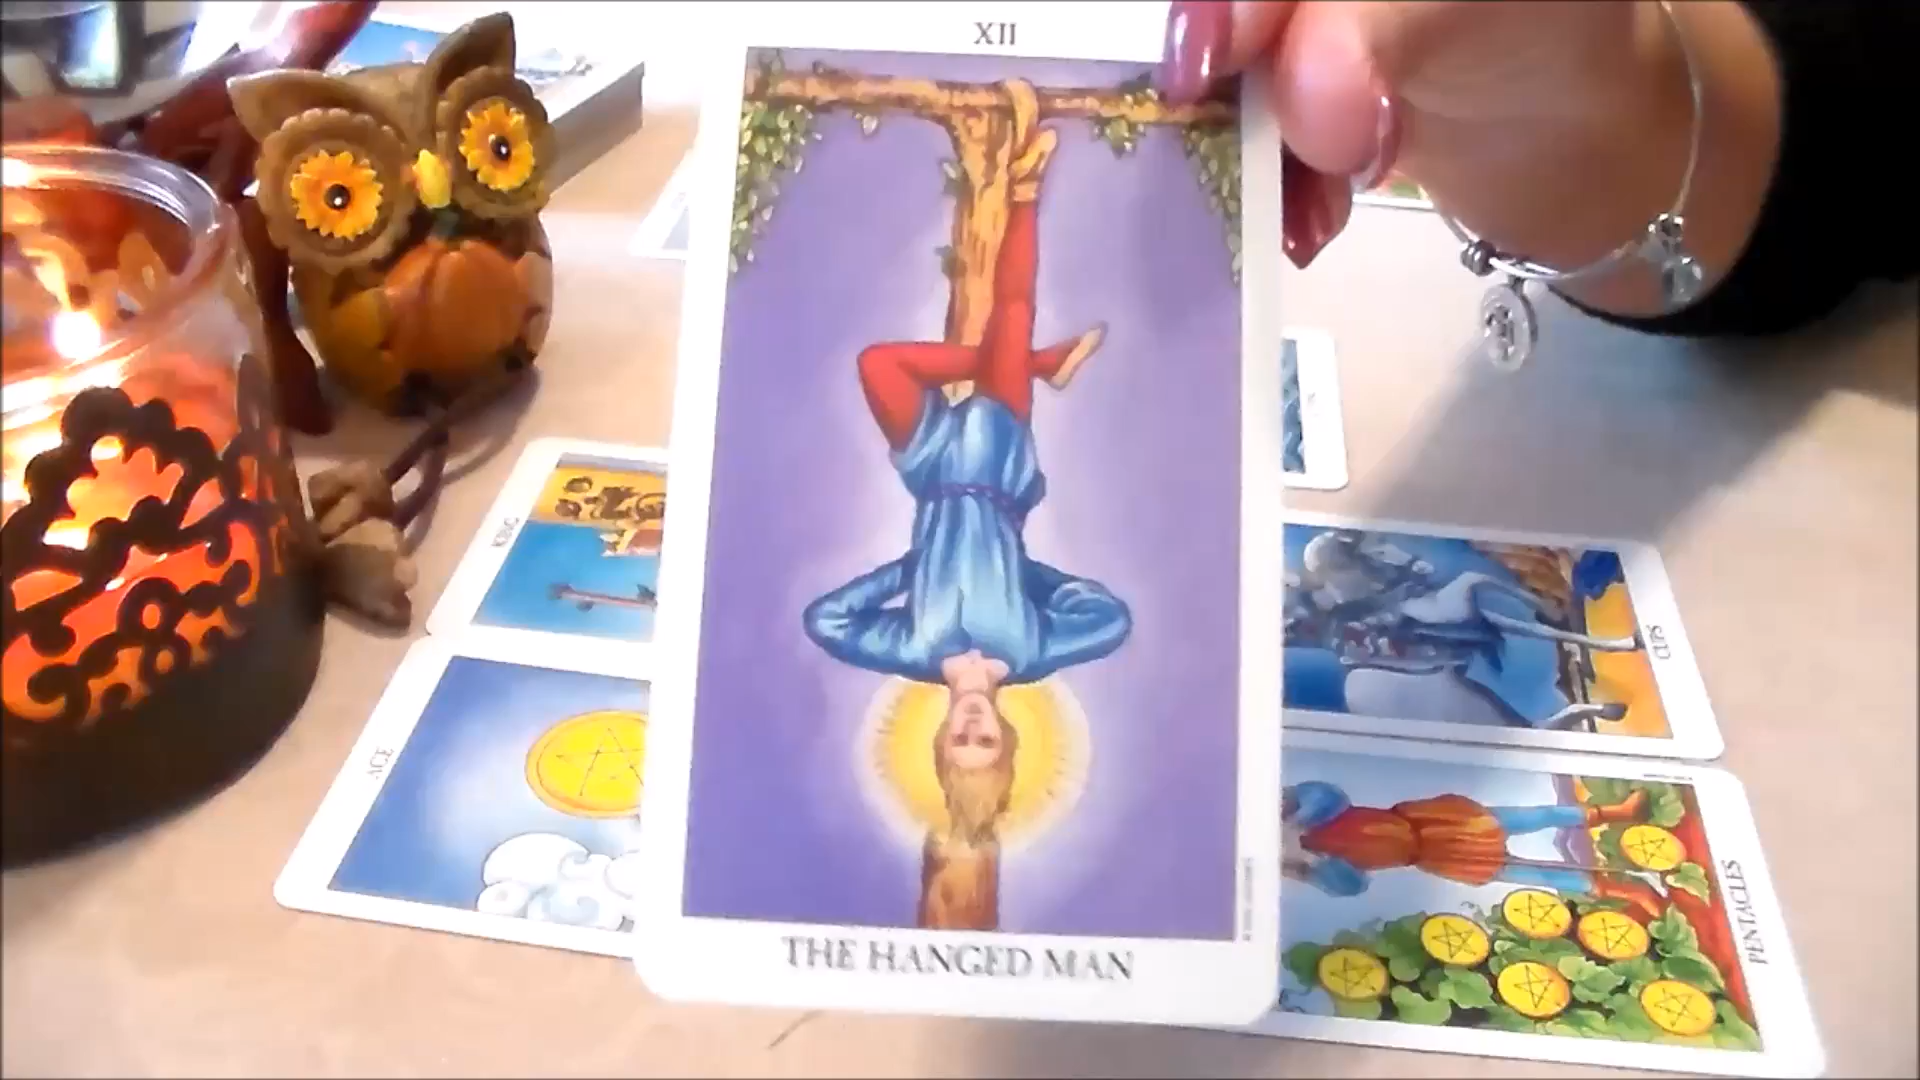 XII
THE HANGED MAN
KING
ACE
CUPS
PENTACLES